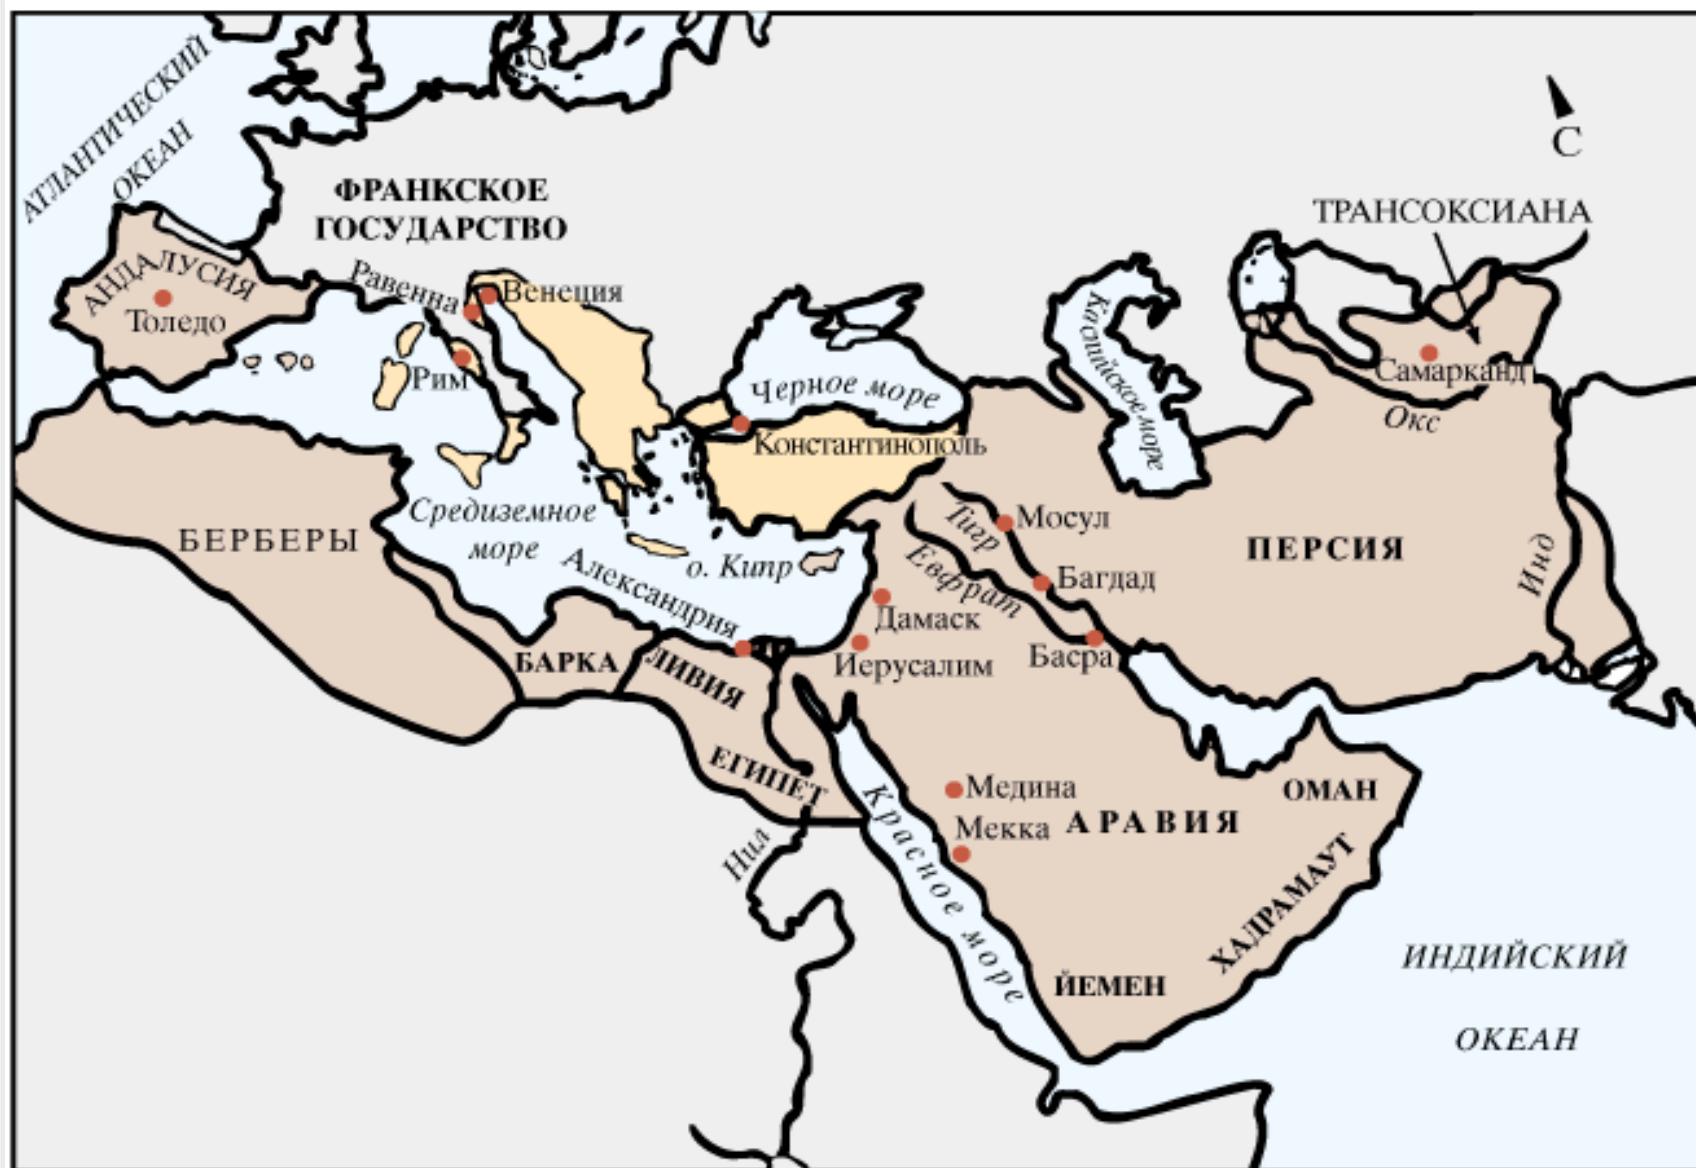 АТЛАНТИЧЕСКИЙ
ОКЕАН
С
ФРАНКСКОЕ
ГОСУДАРСТВО
ТРАНСОКСИАНА
АНДАЛУСИЯ
Толедо
Равенна
Венеция
Рим
Черное море
Каспийское море
Самарканд
Окс
Константинополь
Средиземное
море
БЕРБЕРЫ
Александрия
о. Кипр
Тигр
Мосул
Евфрат
Багдад
ПЕРСИЯ
Инд
Дамаск
Иерусалим
Басра
БАРКА
ЛИВИЯ
ЕГИПЕТ
Нил
Красное море
Медина
Мекка
АРАВИЯ
ОМАН
ХАДРАМАУТ
ЙЕМЕН
ИНДИЙСКИЙ
ОКЕАН